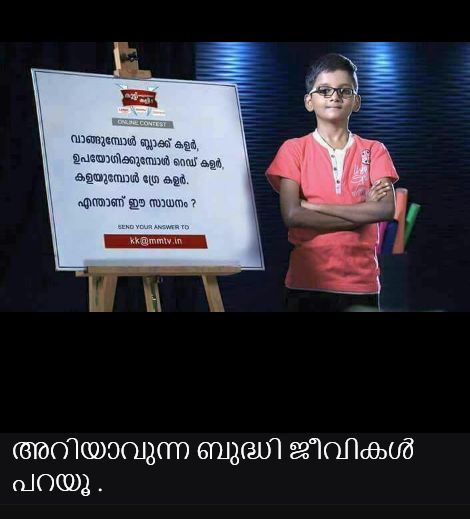 കുട്ടി
കളി
ONLINE CONTEST
വാങ്ങുമ്പോൾ ബ്ലാക്ക് കളർ,
ഉപയോഗിക്കുമ്പോൾ റെഡ് കളർ,
കളയുമ്പോൾ ഗ്രേ കളർ.
എന്താണ് ഈ സാധനം ?
SEND YOUR ANSWER TO
kk@mmtv.in
അറിയാവുന്ന ബുദ്ധി ജീവികൾ
പറയൂ .